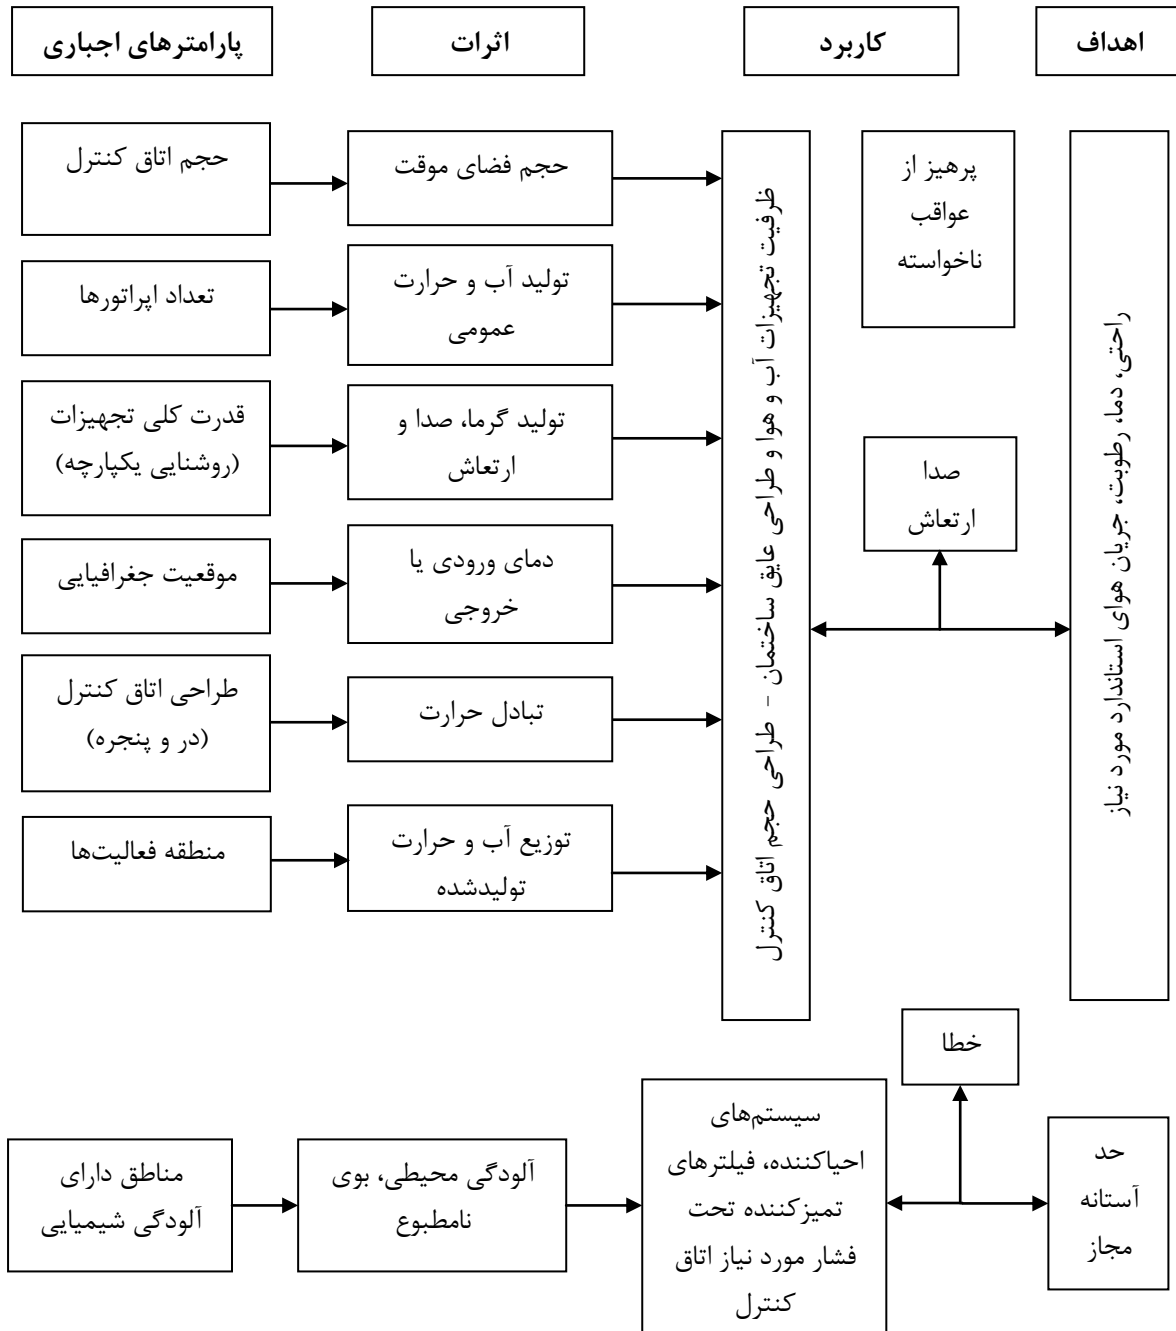 پارامترهای اجباری
اثرات
کاربرد
اهداف
حجم اتاق کنترل
حجم فضای موقت
پرهیز از
عواقب
ناخواسته
تعداد اپراتورها
تولید آب و حرارت
عمومی
قدرت کلی تجهیزات
(روشنایی یکپارچه)
تولید گرما، صدا و
ارتعاش
صدا
ارتعاش
موقعیت جغرافیایی
دمای ورودی یا
خروجی
طراحی اتاق کنترل
(در و پنجره)
تبادل حرارت
منطقه فعالیت‌ها
توزیع آب و حرارت
تولیدشده
ظرفیت تجهیزات آب و هوا و طراحی عایق ساختمان - طراحی حجم اتاق کنترل
راحتی، دما، رطوبت، جریان هوای استاندارد مورد نیاز
خطا
مناطق دارای
آلودگی شیمیایی
آلودگی محیطی، بوی
نامطبوع
سیستم‌های
احیاکننده، فیلترهای
تمیزکننده تحت
فشار مورد نیاز اتاق
کنترل
حد
آستانه
مجاز